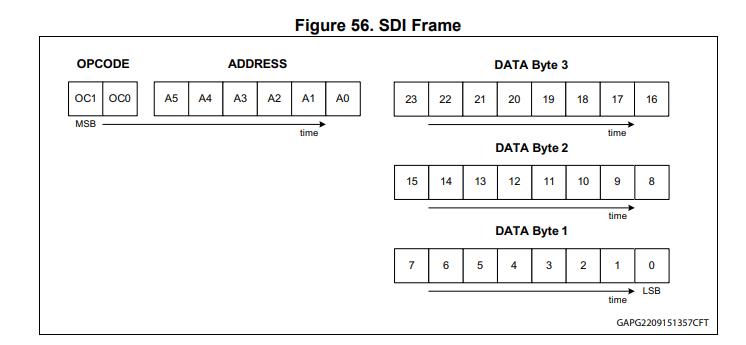 Figure 56. SDI Frame
OPCODE ADDRESS
OC1 OC0 A5 A4 A3 A2 A1 A0
MSB time
DATA Byte 3
23 22 21 20 19 18 17 16
time
DATA Byte 2
15 14 13 12 11 10 9 8
time
DATA Byte 1
7 6 5 4 3 2 1 0
time LSB
GAPG2209151357CFT